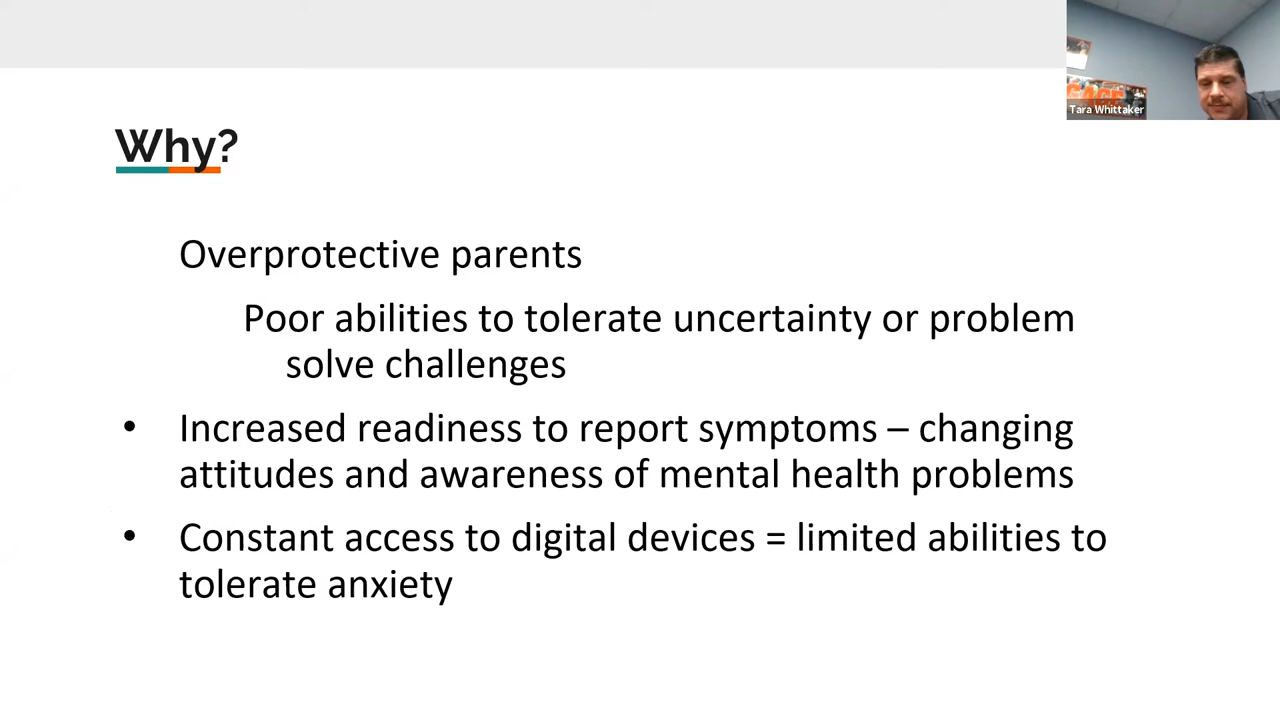 Why?
Overprotective parents
Poor abilities to tolerate uncertainty or problem
solve challenges
• Increased readiness to report symptoms – changing
attitudes and awareness of mental health problems
• Constant access to digital devices = limited abilities to
tolerate anxiety
Tara Whittaker